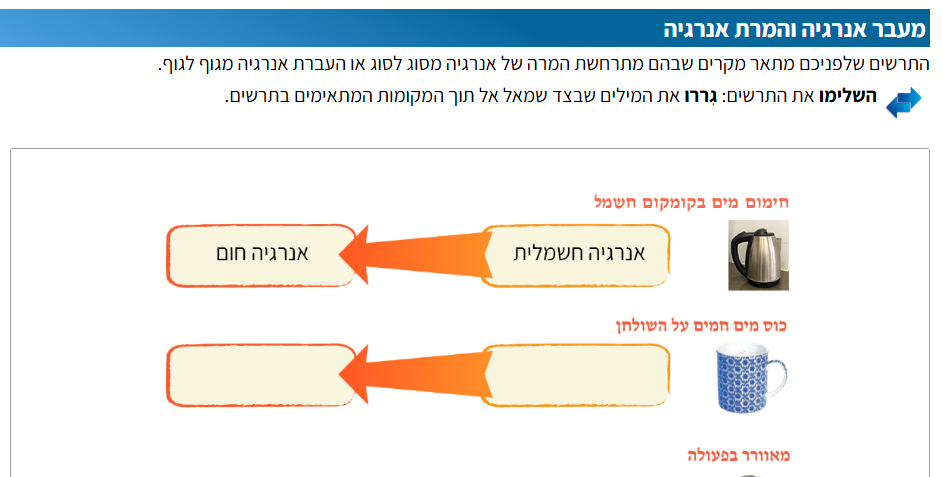 מעבר אנרגיה והמרת אנרגיה
התרשים שלפניכם מתאר מקרים שבהם מתרחשת המרה של אנרגיה מסוג לסוג או העברת אנרגיה מגוף לגוף.
השלימו את התרשים: גררו את המילים שבצד שמאל אל תוך המקומות המתאימים בתרשים.
חימום מים בקומקום חשמל
אנרגיה חשמלית
אנרגיה חום
כוס מים חמים על השולחן
מאוורר בפעולה